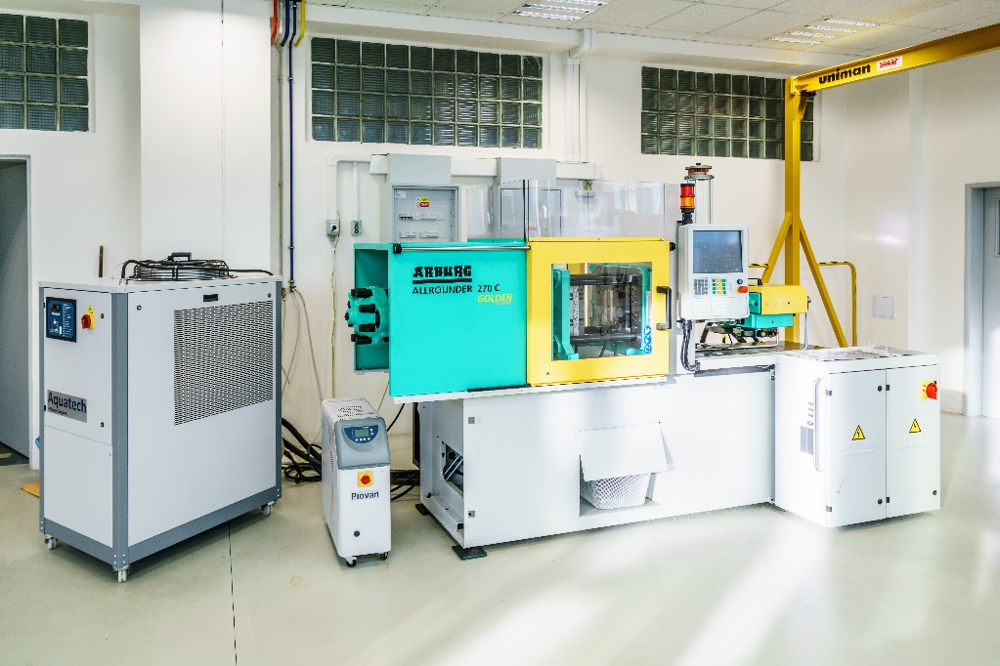 uniman
ARBURG
ALLROUNDER 270 C
GOLDEN
Aquatech
Piovan